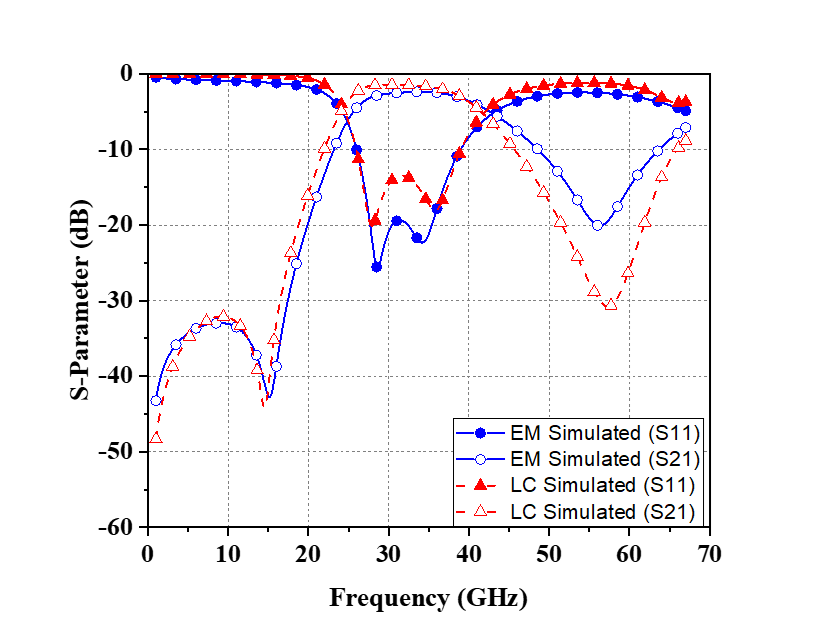 0
-10
-20
-30
-40
-50
-60
S-Parameter (dB)
EM Simulated (S11)
EM Simulated (S21)
LC Simulated (S11)
LC Simulated (S21)
0 10 20 30 40 50 60 70
Frequency (GHz)